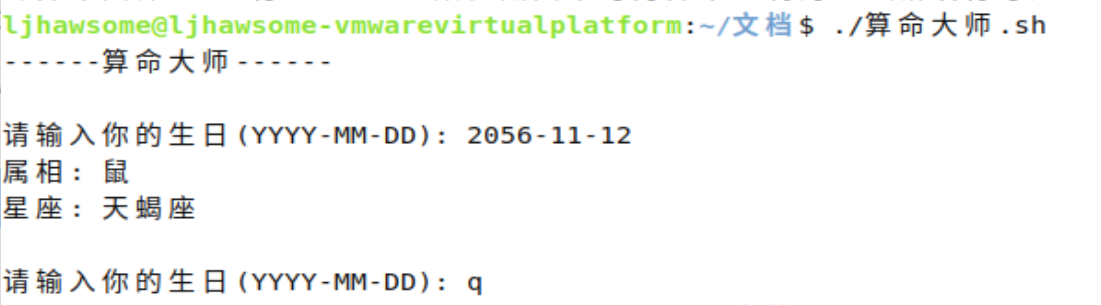 ljhawsome@ljhawsome-vmwarevirtualplatform:~/文档$ ./算命大师.sh
------算命大师------
请输入你的生日(YYYY-MM-DD): 2056-11-12
属相: 鼠
星座: 天蝎座
请输入你的生日(YYYY-MM-DD): q